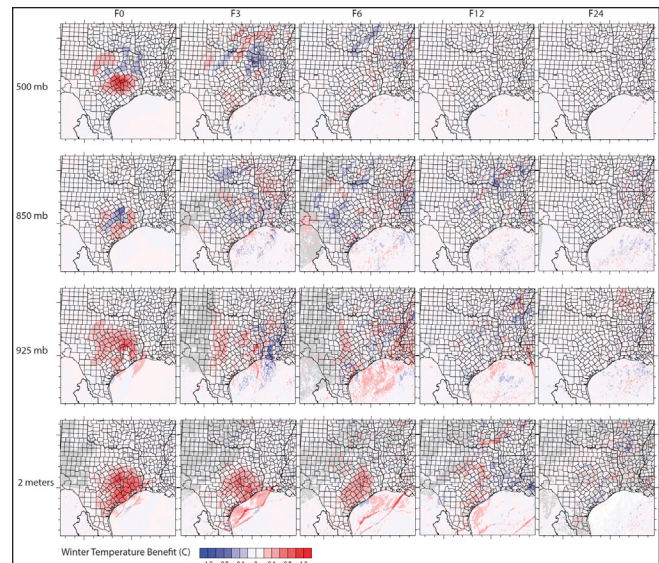 F0 F3 F6 F12 F24
500 mb
850 mb
925 mb
2 meters
Winter Temperature Benefit (C)